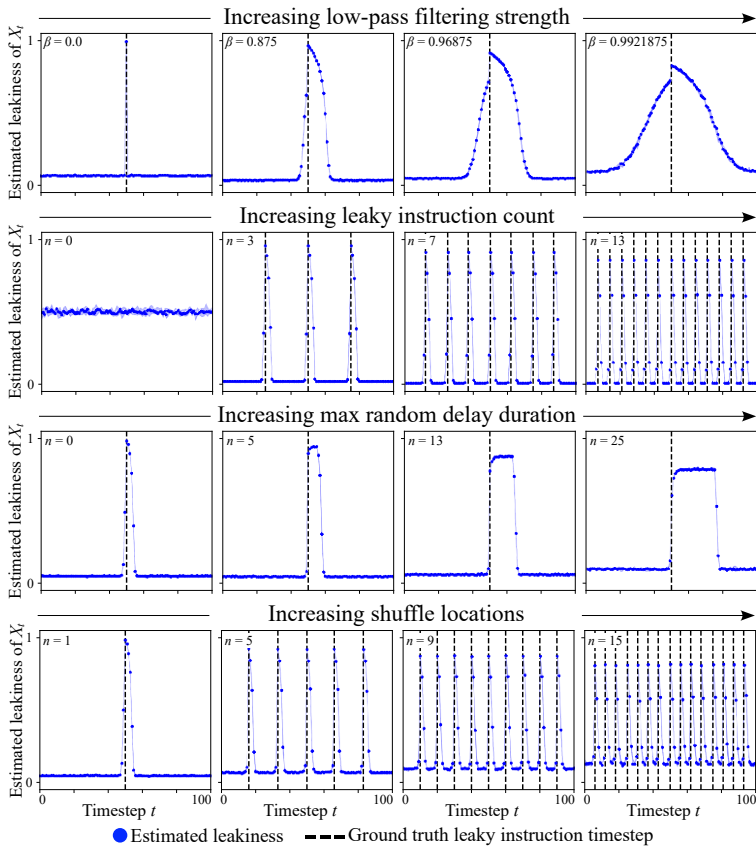 Increasing low-pass filtering strength
Estimated leakiness of Xₜ
1
0
β = 0.0
β = 0.875
β = 0.96875
β = 0.9921875
Increasing leaky instruction count
Estimated leakiness of Xₜ
1
0
n = 0
n = 3
n = 7
n = 13
Increasing max random delay duration
Estimated leakiness of Xₜ
1
0
n = 0
n = 5
n = 13
n = 25
Increasing shuffle locations
Estimated leakiness of Xₜ
1
0
n = 1
n = 5
n = 9
n = 15
0 Timestep t 100
0 Timestep t 100
0 Timestep t 100
0 Timestep t 100
Estimated leakiness Ground truth leaky instruction timestep